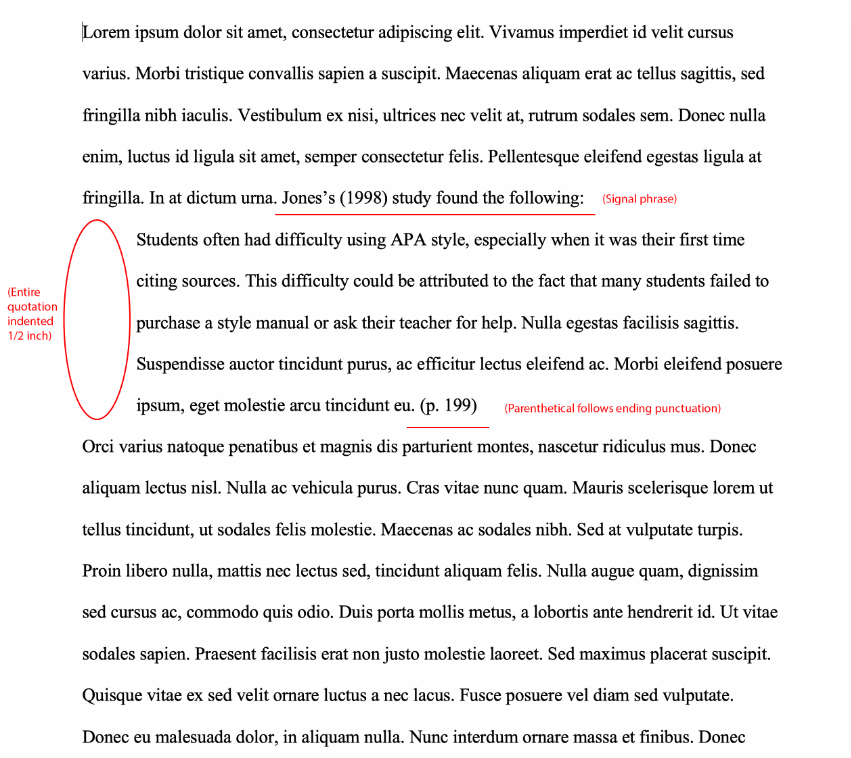 Lorem ipsum dolor sit amet, consectetur adipiscing elit. Vivamus imperdiet id velit cursus
varius. Morbi tristique convallis sapien a suscipit. Maecenas aliquam erat ac tellus sagittis, sed
fringilla nibh iaculis. Vestibulum ex nisi, ultrices nec velit at, rutrum sodales sem. Donec nulla
enim, luctus id ligula sit amet, semper consectetur felis. Pellentesque eleifend egestas ligula at
fringilla. In at dictum urna. Jones’s (1998) study found the following: (Signal phrase)
Students often had difficulty using APA style, especially when it was their first time
citing sources. This difficulty could be attributed to the fact that many students failed to
(Entire
quotation
indented
1/2 inch)
purchase a style manual or ask their teacher for help. Nulla egestas facilisis sagittis.
Suspendisse auctor tincidunt purus, ac efficitur lectus eleifend ac. Morbi eleifend posuere
ipsum, eget molestie arcu tincidunt eu. (p. 199) (Parenthetical follows ending punctuation)
Orci varius natoque penatibus et magnis dis parturient montes, nascetur ridiculus mus. Donec
aliquam lectus nisl. Nulla ac vehicula purus. Cras vitae nunc quam. Mauris scelerisque lorem ut
tellus tincidunt, ut sodales felis molestie. Maecenas ac sodales nibh. Sed at vulputate turpis.
Proin libero nulla, mattis nec lectus sed, tincidunt aliquam felis. Nulla augue quam, dignissim
sed cursus ac, commodo quis odio. Duis porta mollis metus, a lobortis ante hendrerit id. Ut vitae
sodales sapien. Praesent facilisis erat non justo molestie laoreet. Sed maximus placerat suscipit.
Quisque vitae ex sed velit ornare luctus a nec lacus. Fusce posuere vel diam sed vulputate.
Donec eu malesuada dolor, in aliquam nulla. Nunc interdum ornare massa et finibus. Donec